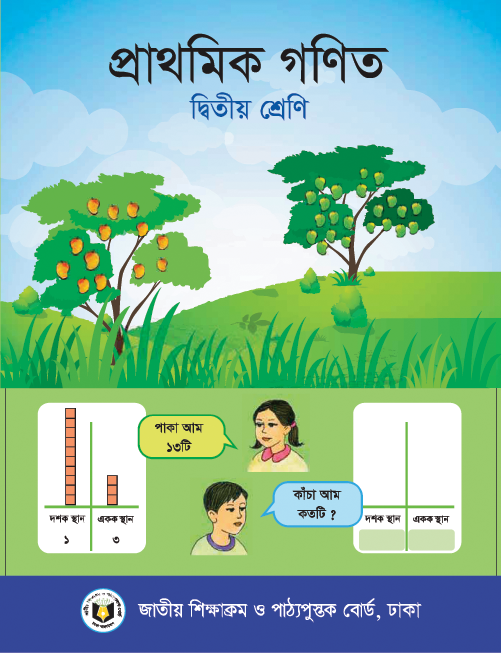 প্রাথমিক গণিত
দ্বিতীয় শ্রেণি
পাকা আম
১৩টি
কাঁচা আম
কতটি ?
দশক স্থান একক স্থান
১ ৩
দশক স্থান একক স্থান
জাতীয় শিক্ষাক্রম ও পাঠ্যপুস্তক বোর্ড, ঢাকা